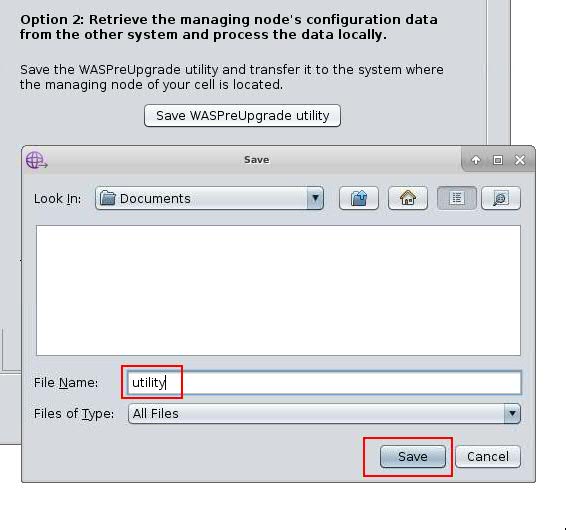 Option 2: Retrieve the managing node's configuration data
from the other system and process the data locally.
Save the WASPreUpgrade utility and transfer it to the system where
the managing node of your cell is located.
Save WASPreUpgrade utility
Save
Look In: Documents
File Name: utility
Files of Type: All Files
Save Cancel